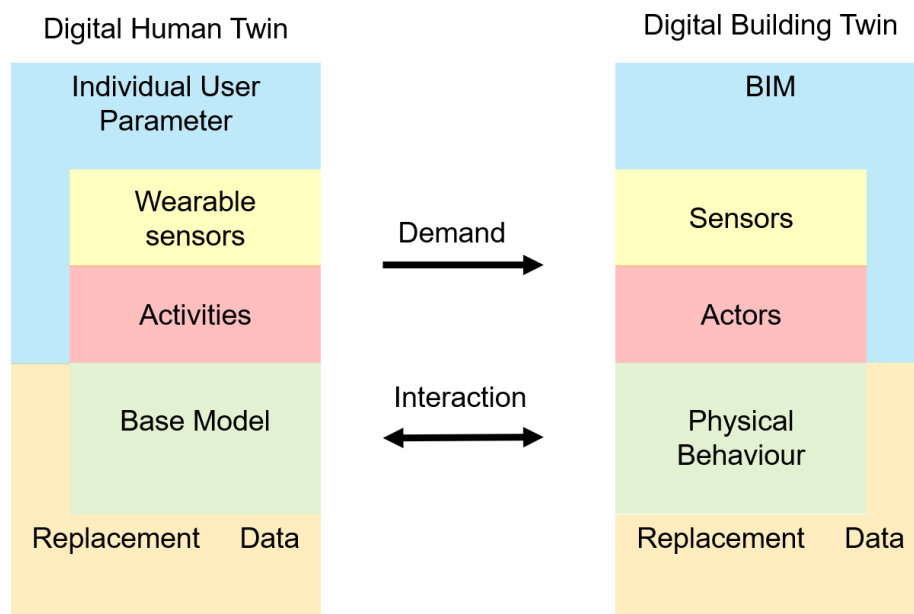 Digital Human Twin
Individual User
Parameter
Wearable
sensors
Activities
Base Model
Replacement Data
Demand
Interaction
Digital Building Twin
BIM
Sensors
Actors
Physical
Behaviour
Replacement Data